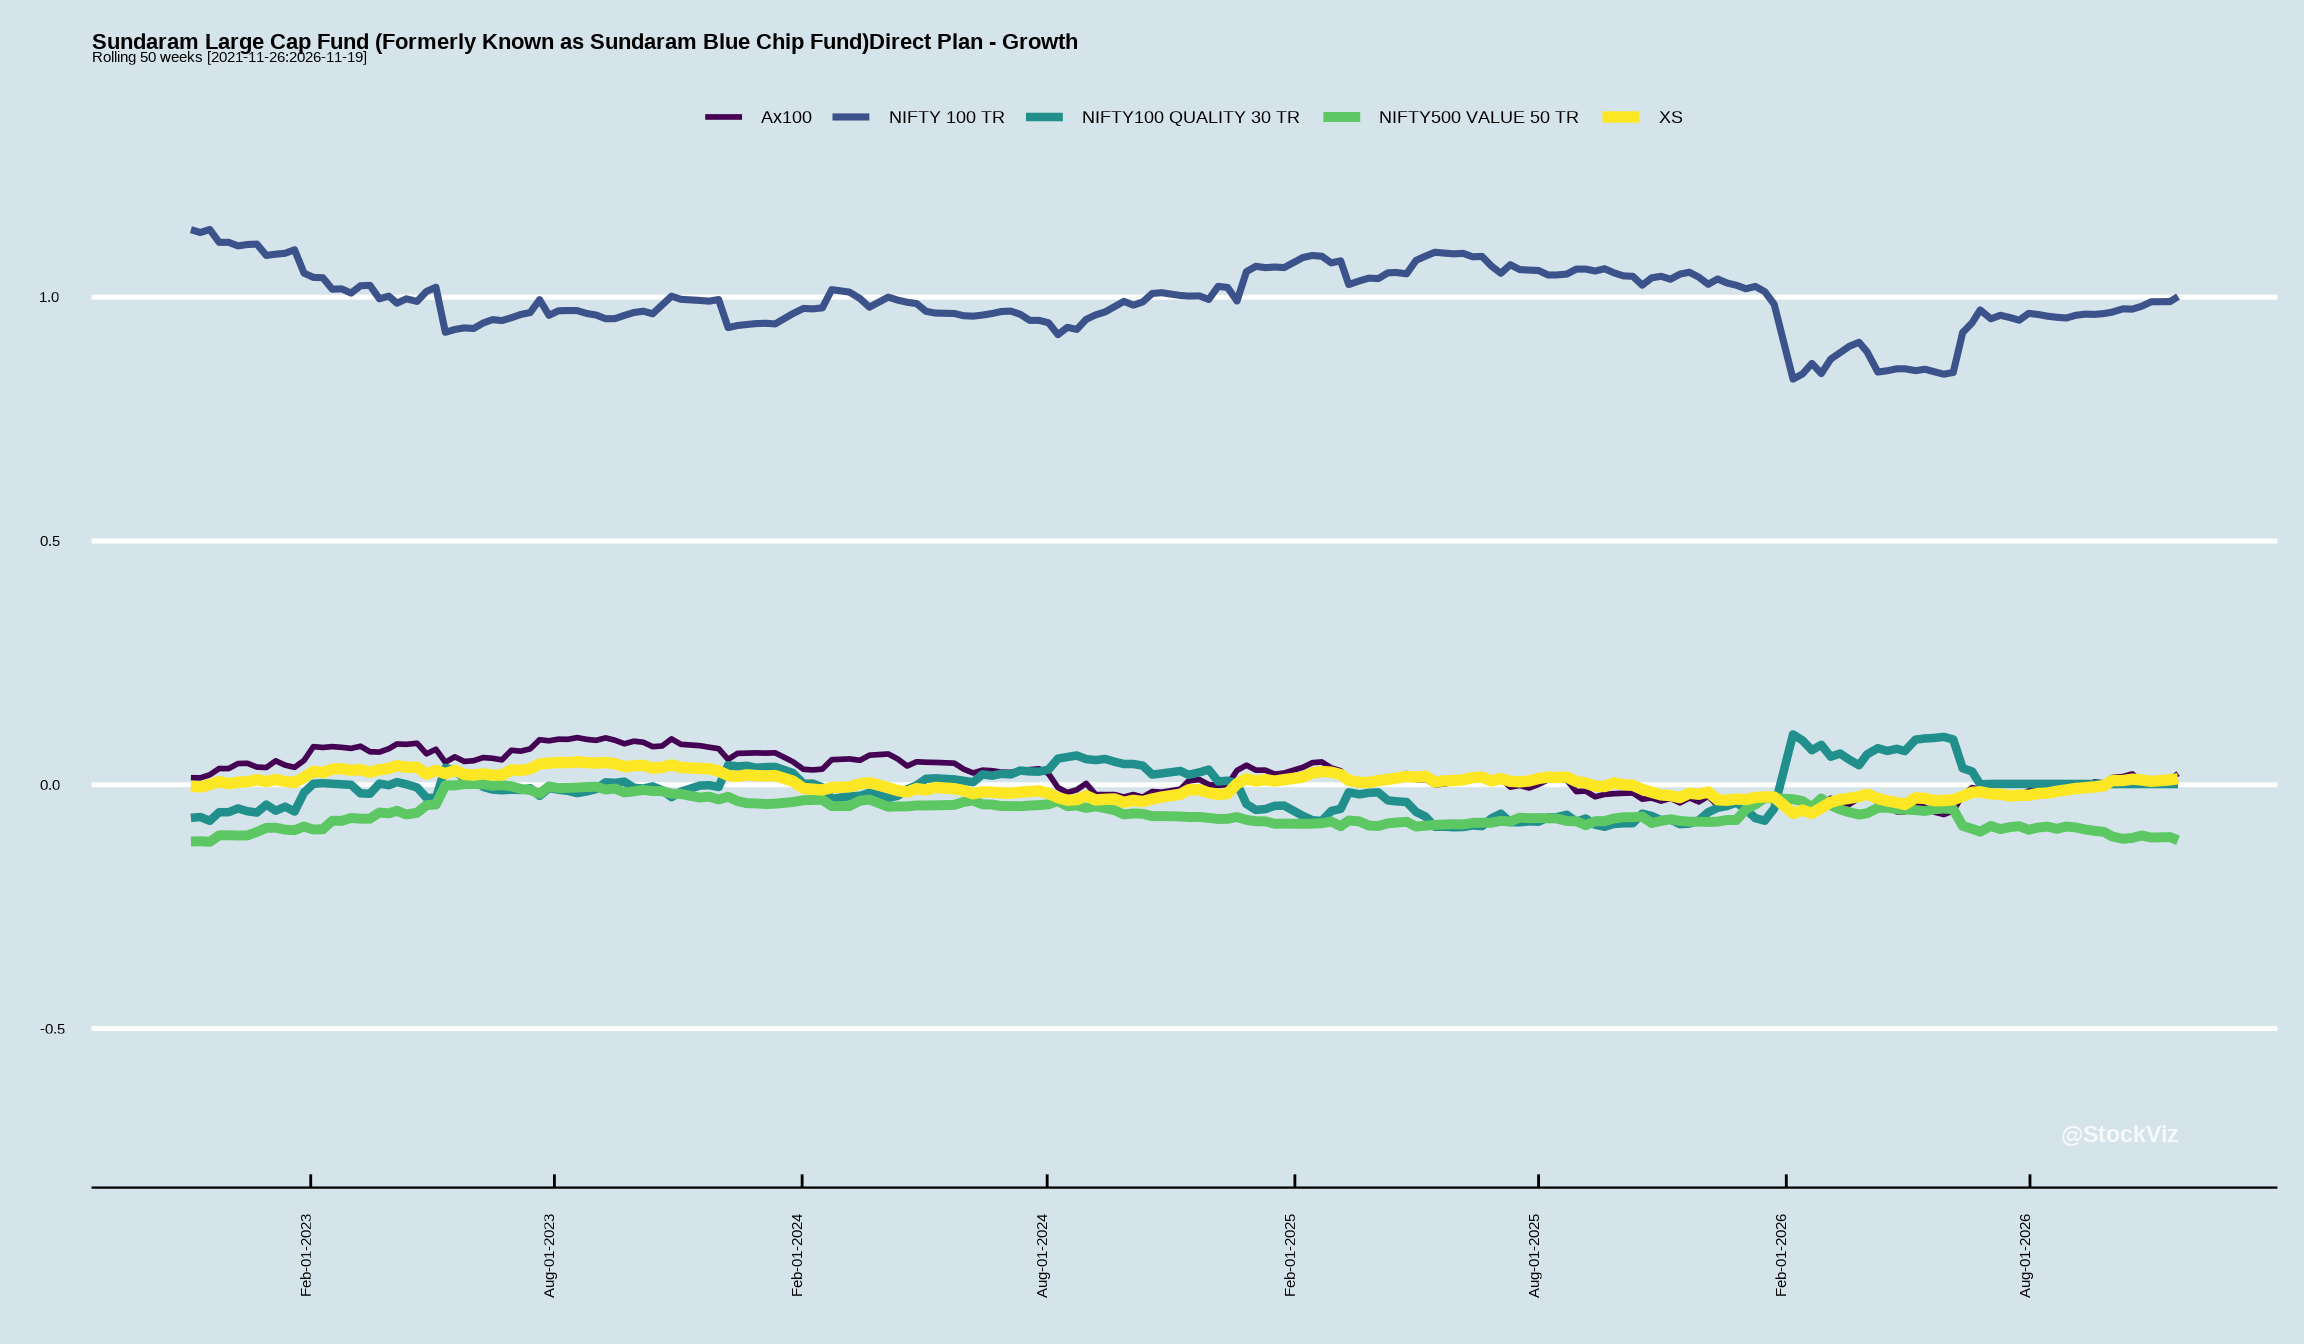 Sundaram Large Cap Fund (Formerly Known as Sundaram Blue Chip Fund)Direct Plan - Growth
Rolling 50 weeks [2021-11-26:2026-11-19]
Ax100 NIFTY 100 TR NIFTY100 QUALITY 30 TR NIFTY500 VALUE 50 TR XS
1.0
0.5
0.0
-0.5
@StockViz
Feb-01-2023
Aug-01-2023
Feb-01-2024
Aug-01-2024
Feb-01-2025
Aug-01-2025
Feb-01-2026
Aug-01-2026